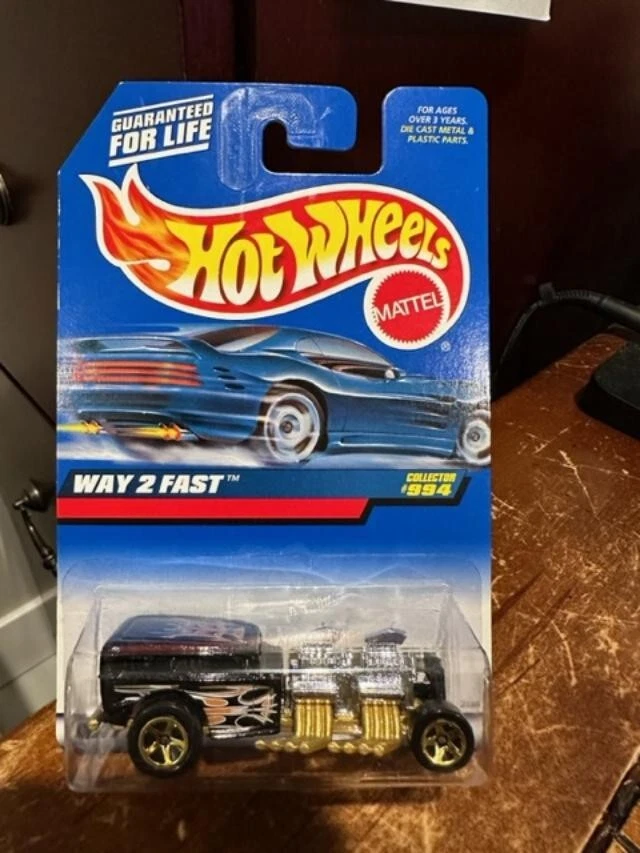 GUARANTEED
FOR LIFE
FOR AGES
OVER 3 YEARS.
DIE CAST METAL &
PLASTIC PARTS.
HOT WHEELS
MATTEL
®
WAY 2 FAST™
COLLECTOR
#994